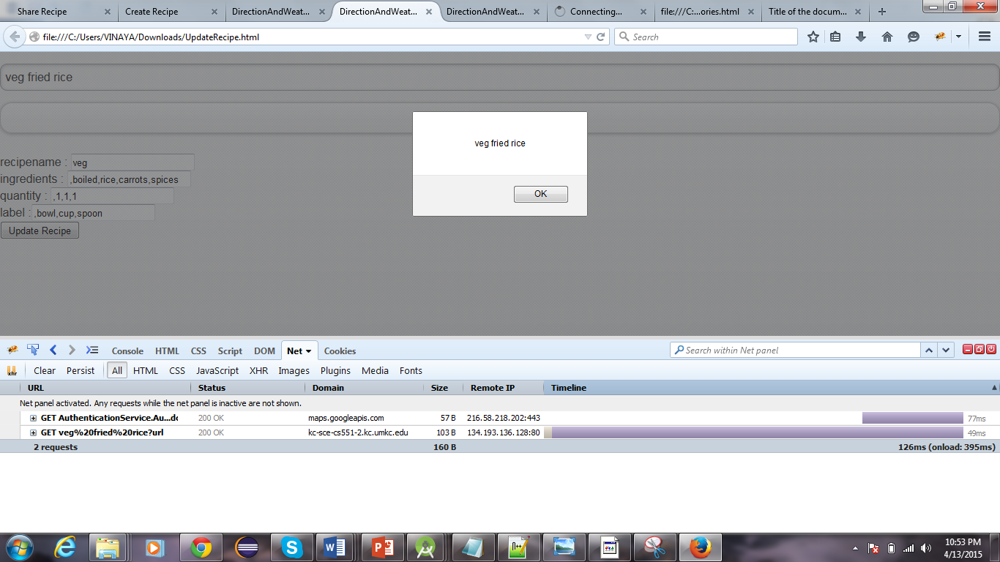 Share Recipe
Create Recipe
DirectionAndWeat...
DirectionAndWeat...
DirectionAndWeat...
Connecting...
file:///C:...ories.html
Title of the docum...
file:///C:/Users/VINAYA/Downloads/UpdateRecipe.html
Search
veg fried rice
veg fried rice
OK
recipename : veg
ingredients : ,boiled,rice,carrots,spices
quantity : ,1,1,1
label : ,bowl,cup,spoon
Update Recipe
Console HTML CSS Script DOM Net Cookies
Search within Net panel
Clear Persist All HTML CSS JavaScript XHR Images Plugins Media Fonts
URL Status Domain Size Remote IP Timeline
Net panel activated. Any requests while the net panel is inactive are not shown.
GET AuthenticationService.Au...dc 200 OK maps.googleapis.com 57 B 216.58.218.202:443 77ms
GET veg%20fried%20rice?url 200 OK kc-sce-cs551-2.kc.umkc.edu 103 B 134.193.136.128:80 49ms
2 requests 160 B 126ms (onload: 395ms)
10:53 PM
4/13/2015